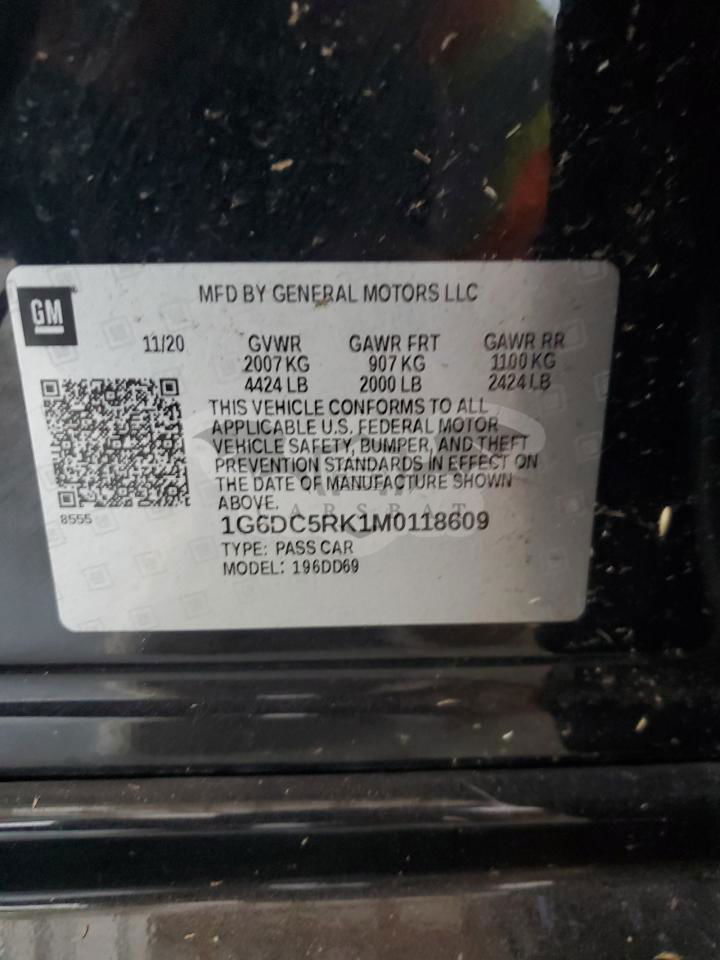 GM
MFD BY GENERAL MOTORS LLC
11/20 GVWR GAWR FRT GAWR RR
2007 KG 907 KG 1100 KG
4424 LB 2000 LB 2424 LB
THIS VEHICLE CONFORMS TO ALL
APPLICABLE U.S. FEDERAL MOTOR
VEHICLE SAFETY, BUMPER, AND THEFT
PREVENTION STANDARDS IN EFFECT ON
THE DATE OF MANUFACTURE SHOWN
ABOVE.
CARSBAT
8555
1G6DC5RK1M0118609
TYPE: PASS CAR
MODEL: 196DD69